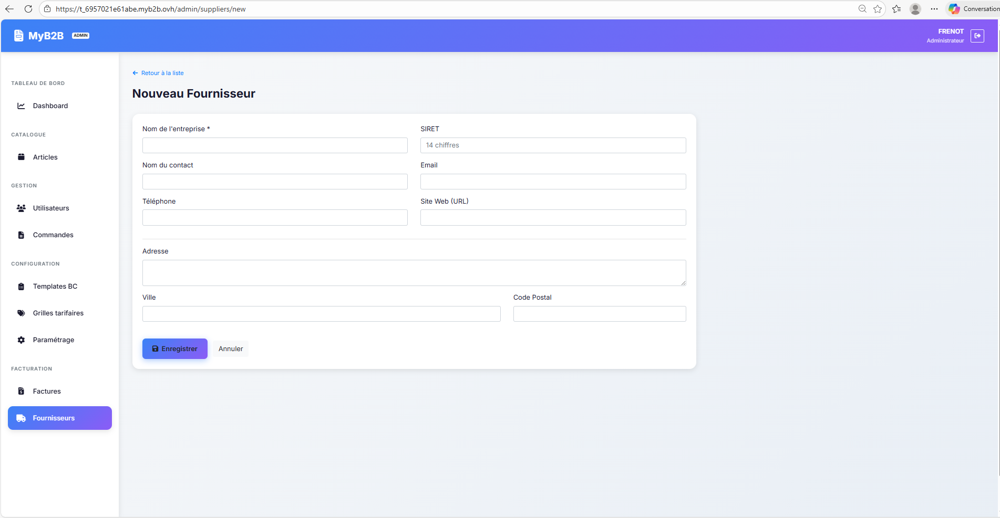 https://t_6957021e61abe.myb2b.ovh/admin/suppliers/new
Conversation
MyB2B ADMIN
FRENOT
Administrateur
TABLEAU DE BORD
Dashboard
CATALOGUE
Articles
GESTION
Utilisateurs
Commandes
CONFIGURATION
Templates BC
Grilles tarifaires
Paramétrage
FACTURATION
Factures
Fournisseurs
Retour à la liste
Nouveau Fournisseur
Nom de l'entreprise *
SIRET
14 chiffres
Nom du contact
Email
Téléphone
Site Web (URL)
Adresse
Ville
Code Postal
Enregistrer
Annuler